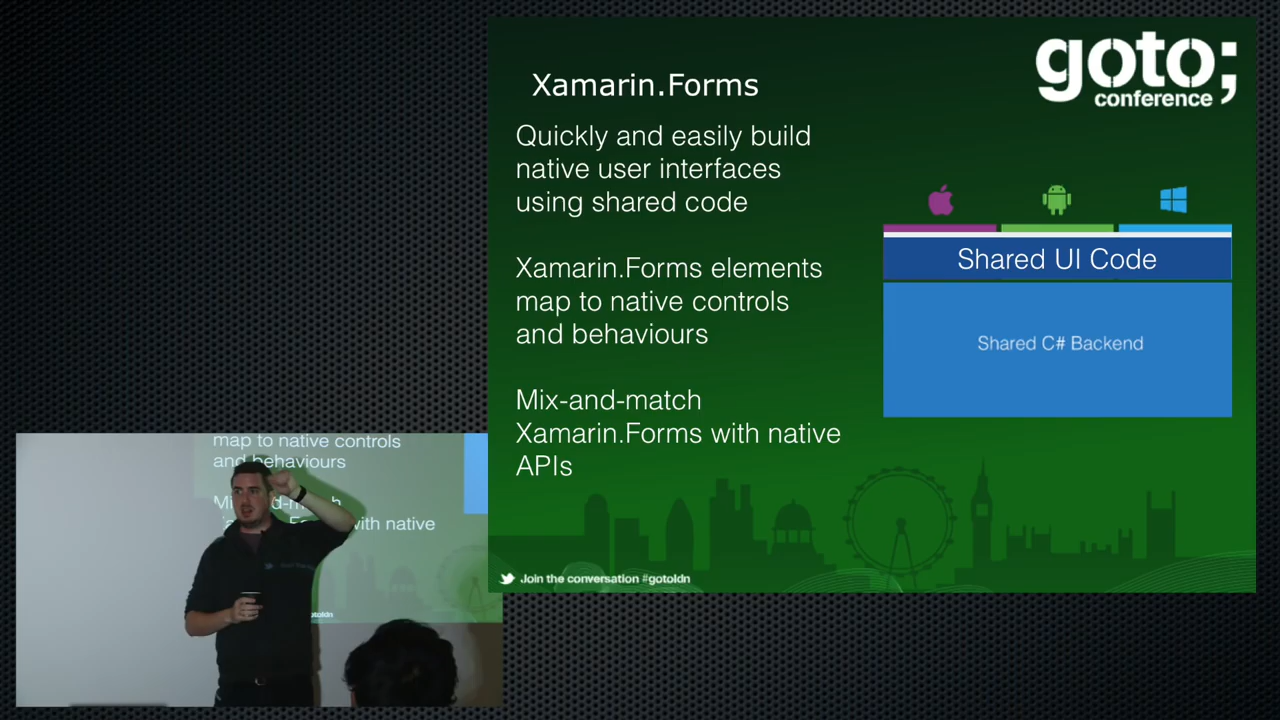 goto;
conference
Xamarin.Forms
Quickly and easily build
native user interfaces
using shared code
Xamarin.Forms elements
map to native controls
and behaviours
Mix-and-match
Xamarin.Forms with native
APIs
Shared UI Code
Shared C# Backend
Join the conversation #gotoldn
map to native controls
and behaviours
with native